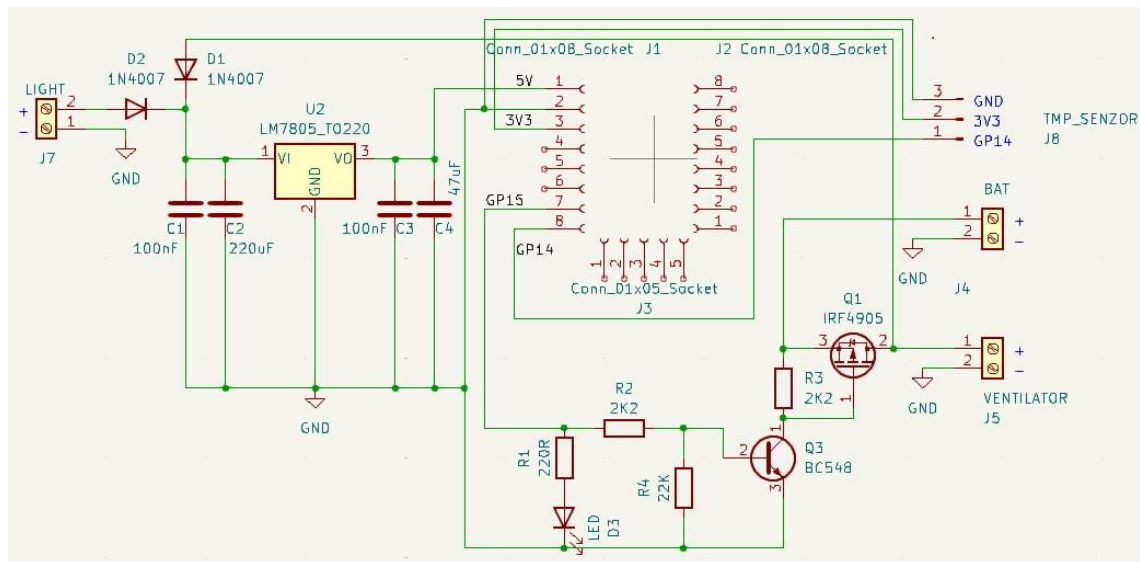 Conn_01x08_Socket J1
J2 Conn_01x08_Socket
D2
1N4007
D1
1N4007
LIGHT
+ 2
- 1
J7
GND
U2
LM7805_TO220
1 VI
VO 3
GND
2
C1
100nF
C2
220uF
100nF C3
47uF
C4
GND
5V
3V3
GP15
GP14
1
2
3
4
5
6
7
8
8
7
6
5
4
3
2
1
1 2 3 4 5
Conn_01x05_Socket
J3
3 GND
2 3V3
1 GP14
TMP_SENZOR
J8
BAT
1 +
2 -
GND
J4
Q1
IRF4905
3
2
1
1 +
2 -
GND
VENTILATOR
J5
R3
2K2
R2
2K2
R1
220R
R4
22K
LED
D3
1
2
3
Q3
BC548